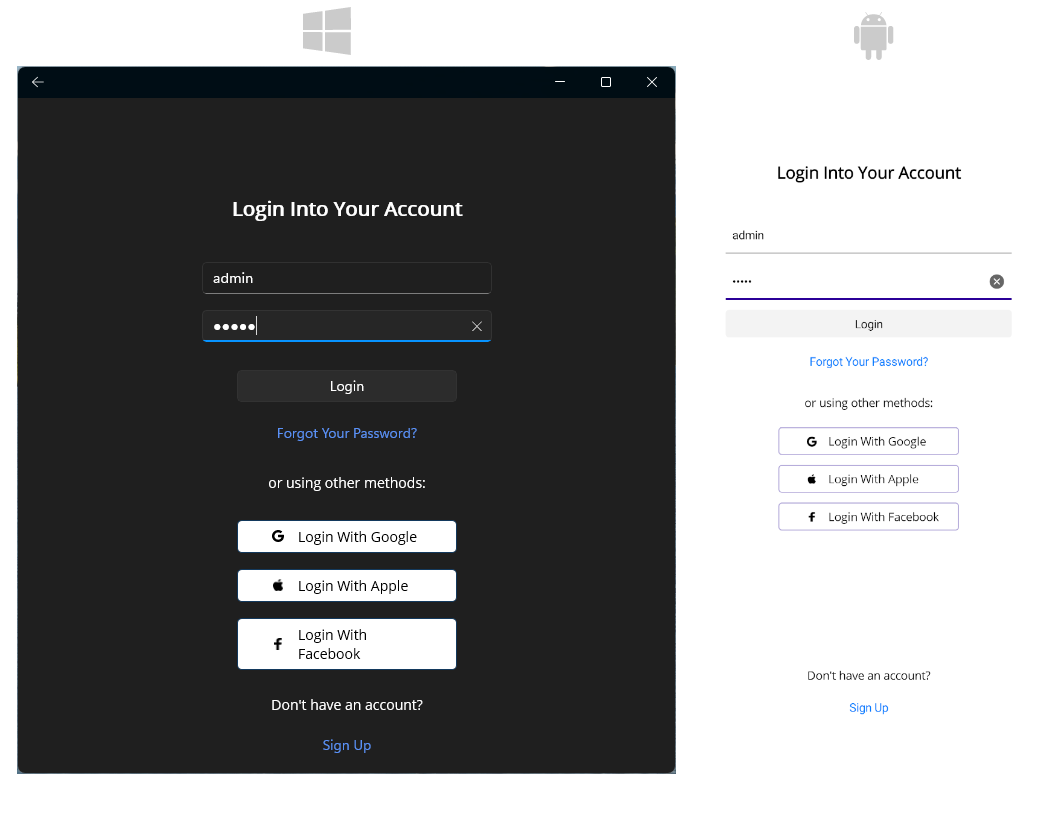 Login Into Your Account
admin
●●●●●
Login
Forgot Your Password?
or using other methods:
Login With Google
Login With Apple
Login With
Facebook
Don't have an account?
Sign Up
Login Into Your Account
admin
•••••
Login
Forgot Your Password?
or using other methods:
Login With Google
Login With Apple
Login With Facebook
Don't have an account?
Sign Up